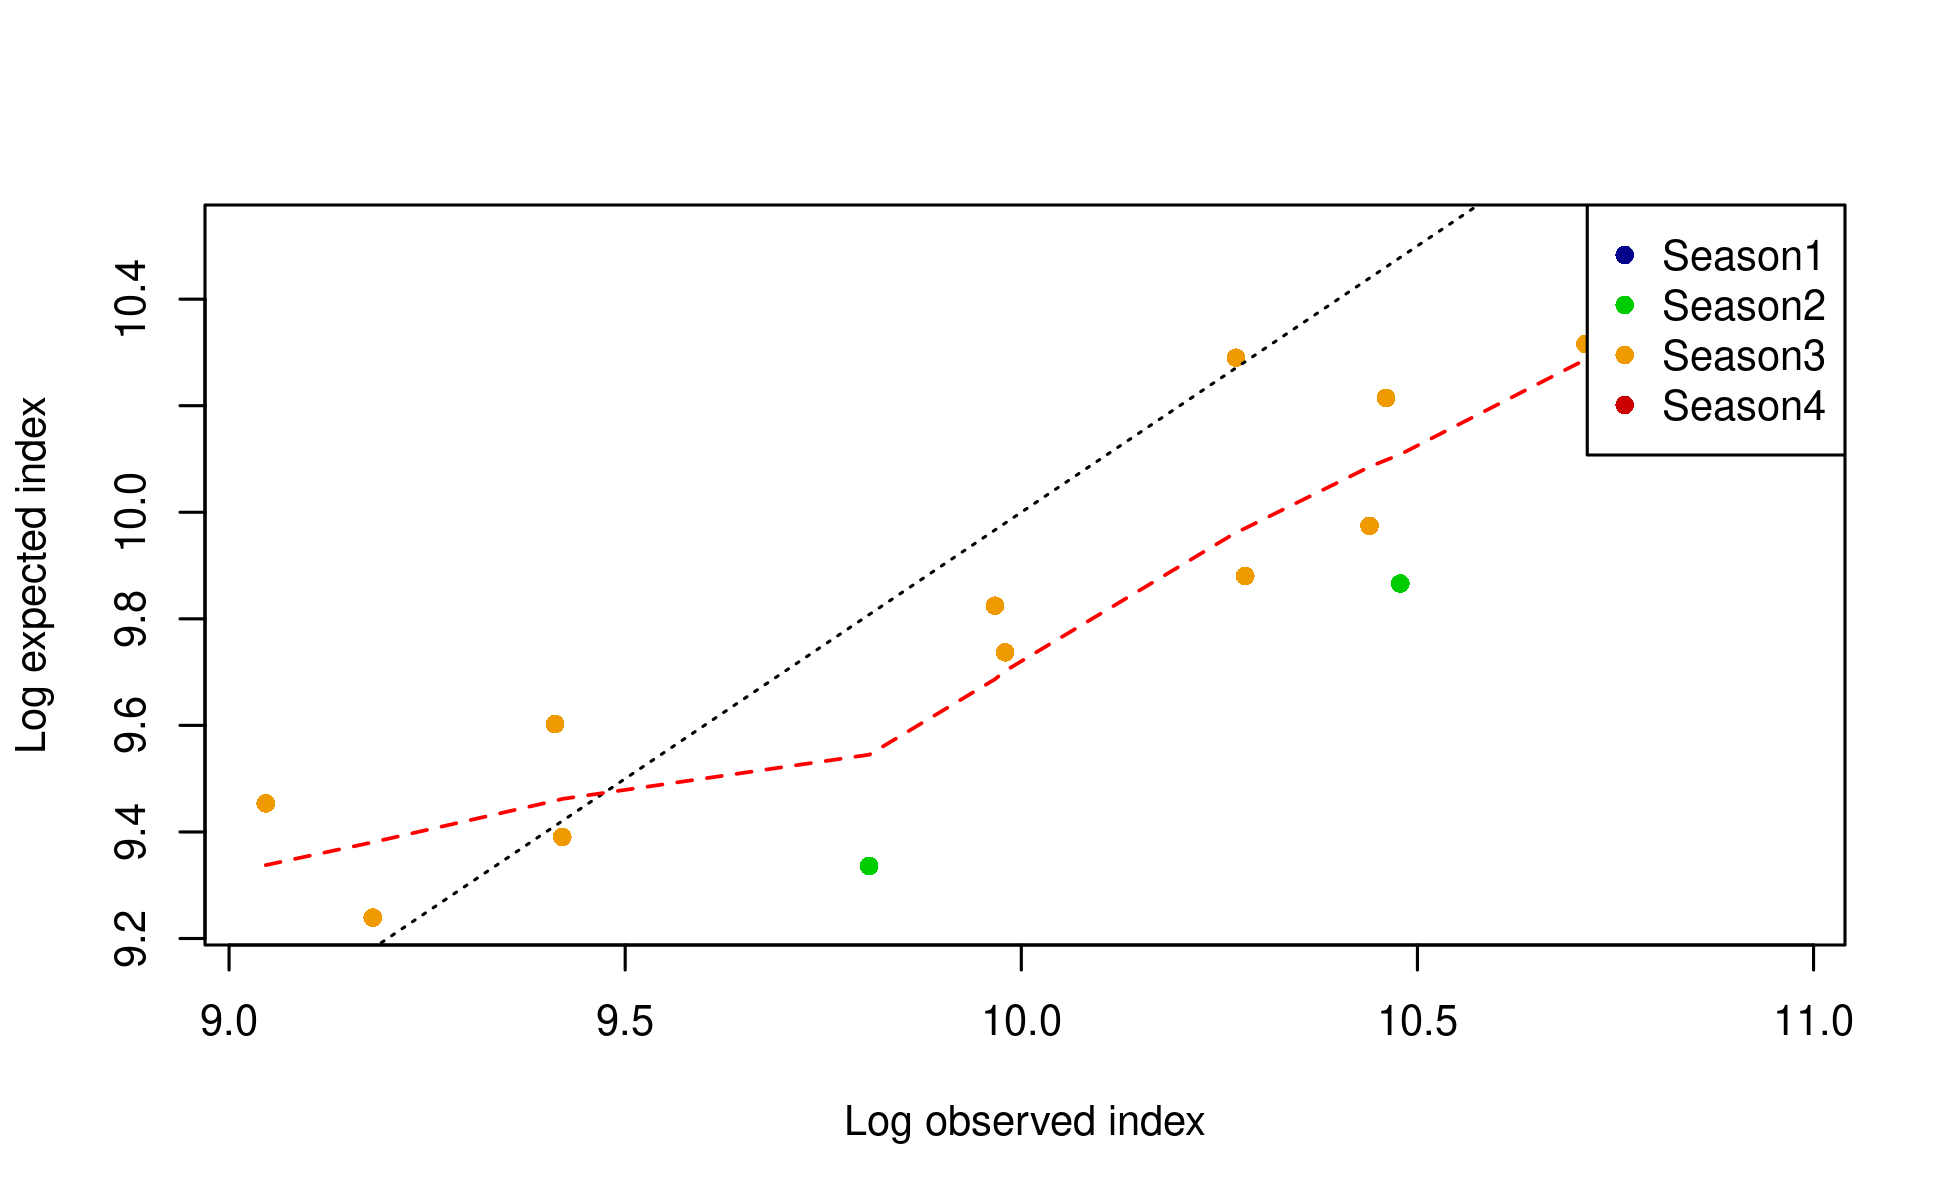 Season1
Season2
Season3
Season4
Log expected index
10.4
10.0
9.8
9.6
9.4
9.2
9.0 9.5 10.0 10.5 11.0
Log observed index